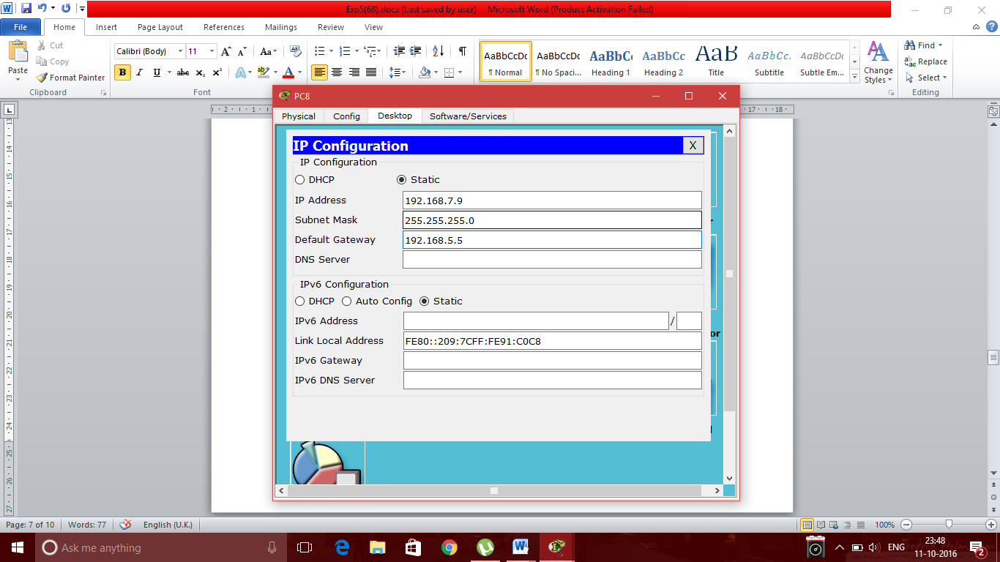 Exp5(68).docx (Last saved by user) - Microsoft Word (Product Activation Failed)
File Home Insert Page Layout References Mailings Review View
Paste
Cut
Copy
Format Painter
Clipboard
Calibri (Body) 11
Font
AaBbCcDc AaBbCcDc AaBbCc AaBbCc AaB AaBbCc. AaBbCcDc
¶ Normal ¶ No Spaci... Heading 1 Heading 2 Title Subtitle Subtle Em...
Change
Styles
Find
Replace
Select
Editing
PC8
Physical Config Desktop Software/Services
IP Configuration X
IP Configuration
DHCP Static
IP Address 192.168.7.9
Subnet Mask 255.255.255.0
Default Gateway 192.168.5.5
DNS Server
IPv6 Configuration
DHCP Auto Config Static
IPv6 Address /
Link Local Address FE80::209:7CFF:FE91:C0C8
IPv6 Gateway
IPv6 DNS Server
or
Page: 7 of 10 Words: 77 English (U.K.) 100%
Ask me anything
ENG 23:48
11-10-2016
2